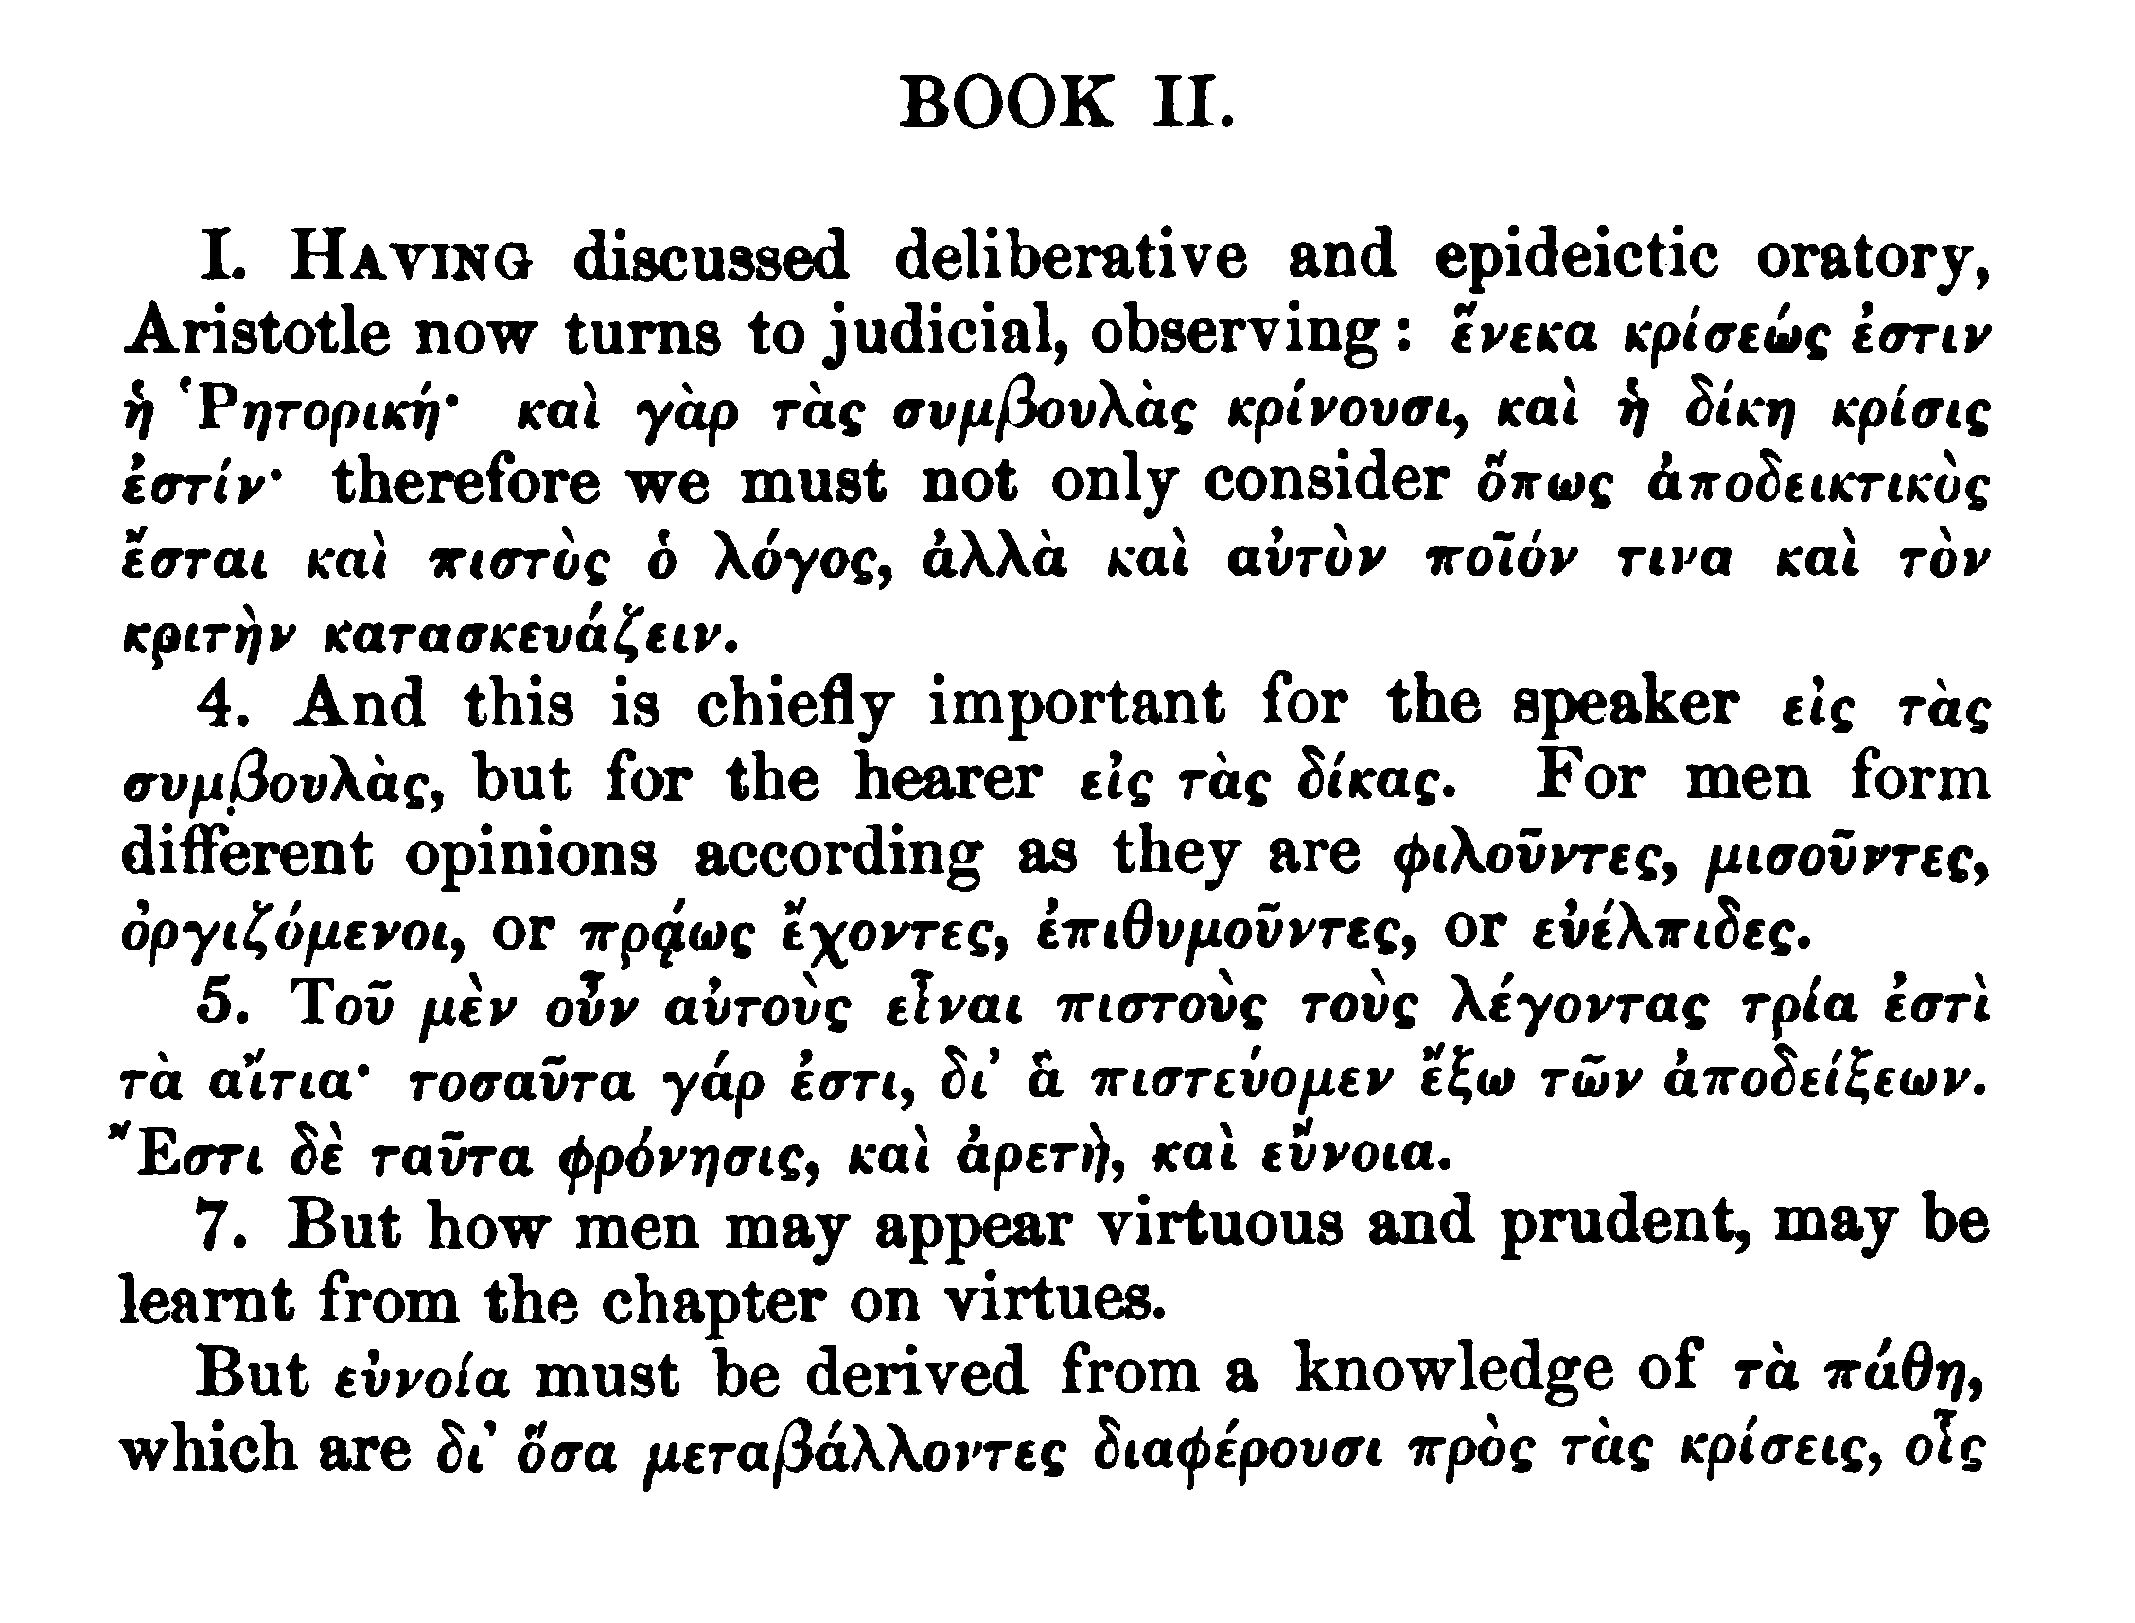 BOOK II.
I. HAVING discussed deliberative and epideictic oratory,
Aristotle now turns to judicial, observing : ἕνεκα κρίσεώς ἐστιν
ἡ Ῥητορική· καὶ γὰρ τὰς συμβουλὰς κρίνουσι, καὶ ἡ δίκη κρίσις
ἐστίν· therefore we must not only consider ὅπως ἀποδεικτικὸς
ἔσται καὶ πιστὸς ὁ λόγος, ἀλλὰ καὶ αὐτὸν ποῖόν τινα καὶ τὸν
κριτὴν κατασκευάζειν.
4. And this is chiefly important for the speaker εἰς τὰς
συμβουλὰς, but for the hearer εἰς τὰς δίκας. For men form
different opinions according as they are φιλοῦντες, μισοῦντες,
ὀργιζόμενοι, or πρᾴως ἔχοντες, ἐπιθυμοῦντες, or εὐέλπιδες.
5. Τοῦ μὲν οὖν αὐτοὺς εἶναι πιστοὺς τοὺς λέγοντας τρία ἐστὶ
τὰ αἴτια· τοσαῦτα γάρ ἐστι, δι' ἃ πιστεύομεν ἔξω τῶν ἀποδείξεων.
Ἔστι δὲ ταῦτα φρόνησις, καὶ ἀρετὴ, καὶ εὔνοια.
7. But how men may appear virtuous and prudent, may be
learnt from the chapter on virtues.
But εὐνοία must be derived from a knowledge of τὰ πάθη,
which are δι' ὅσα μεταβάλλοντες διαφέρουσι πρὸς τὰς κρίσεις, οἷς